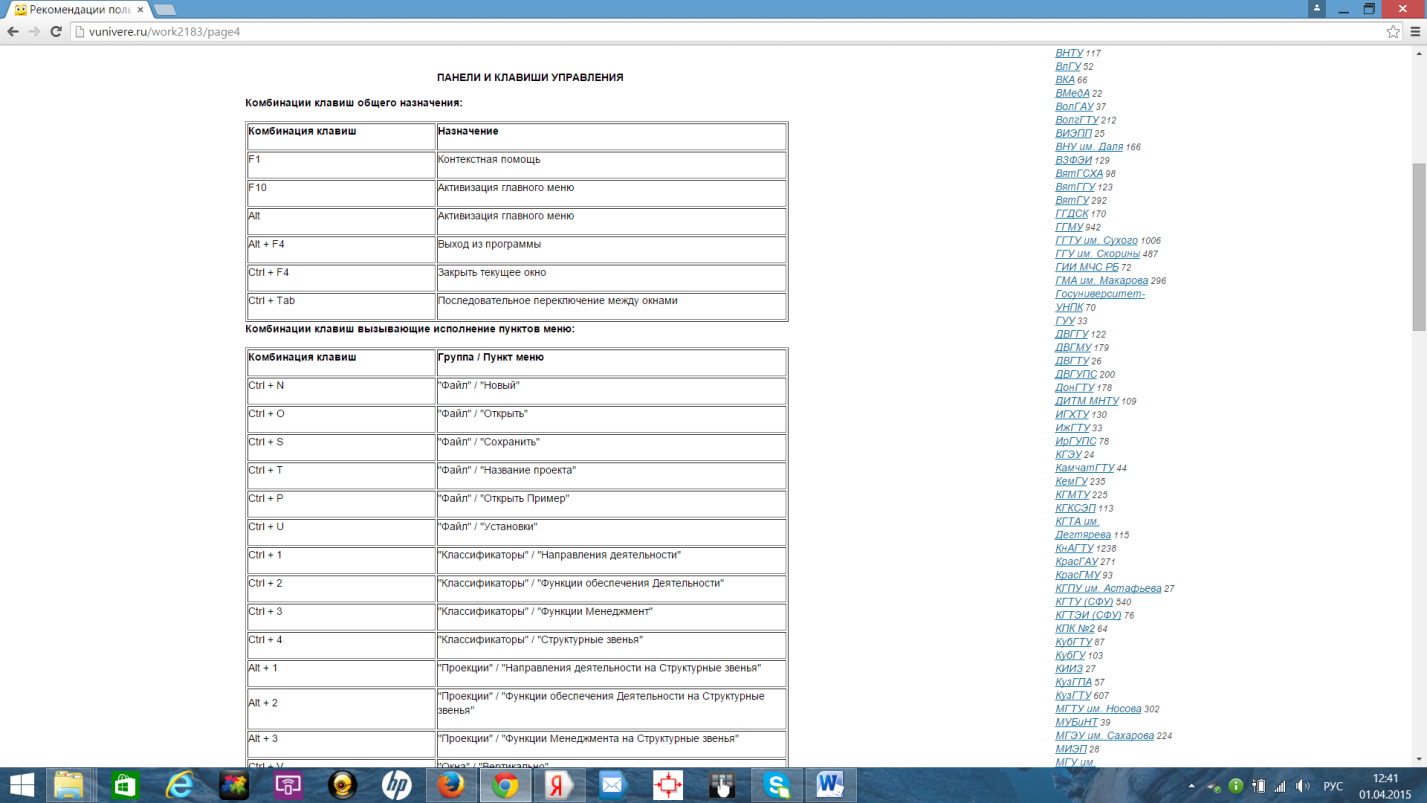 Рекомендации поль
vunivere.ru/work2183/page4
ПАНЕЛИ И КЛАВИШИ УПРАВЛЕНИЯ
Комбинации клавиш общего назначения:
Комбинация клавиш Назначение
F1 Контекстная помощь
F10 Активизация главного меню
Alt Активизация главного меню
Alt + F4 Выход из программы
Ctrl + F4 Закрыть текущее окно
Ctrl + Tab Последовательное переключение между окнами
Комбинации клавиш вызывающие исполнение пунктов меню:
Комбинация клавиш Группа / Пункт меню
Ctrl + N "Файл" / "Новый"
Ctrl + O "Файл" / "Открыть"
Ctrl + S "Файл" / "Сохранить"
Ctrl + T "Файл" / "Название проекта"
Ctrl + P "Файл" / "Открыть Пример"
Ctrl + U "Файл" / "Установки"
Ctrl + 1 "Классификаторы" / "Направления деятельности"
Ctrl + 2 "Классификаторы" / "Функции обеспечения Деятельности"
Ctrl + 3 "Классификаторы" / "Функции Менеджмент"
Ctrl + 4 "Классификаторы" / "Структурные звенья"
Alt + 1 "Проекции" / "Направления деятельности на Структурные звенья"
Alt + 2 "Проекции" / "Функции обеспечения Деятельности на Структурные
звенья"
Alt + 3 "Проекции" / "Функции Менеджмента на Структурные звенья"
Ctrl + V "Окна" / "Вертикально"
ВНТУ 117
ВлГУ 52
ВКА 66
ВМедА 22
ВолГАУ 37
ВолгГТУ 212
ВИЭПП 25
ВНУ им. Даля 166
ВЗФЭИ 129
ВятГСХА 98
ВятГГУ 123
ВятГУ 292
ГГДСК 170
ГГМУ 942
ГГТУ им. Сухого 1006
ГГУ им. Скорины 487
ГИИ МЧС РБ 72
ГМА им. Макарова 296
Госуниверситет-
УНПК 70
ГУУ 33
ДВГГУ 122
ДВГМУ 179
ДВГТУ 26
ДВГУПС 200
ДонГТУ 178
ДИТМ МНТУ 109
ИГХТУ 130
ИжГТУ 33
ИрГУПС 78
КГЭУ 24
КамчатГТУ 44
КемГУ 235
КГМТУ 225
КГКСЭП 113
КГТА им.
Дегтярева 115
КнАГТУ 1238
КрасГАУ 271
КрасГМУ 93
КГПУ им. Астафьева 27
КГТУ (СФУ) 540
КГТЭИ (СФУ) 76
КПК №2 64
КубГТУ 87
КубГУ 103
КИИЗ 27
КузГПА 57
КузГТУ 607
МГТУ им. Носова 302
МУБиНТ 39
МГЭУ им. Сахарова 224
МИЭП 28
МГУ им.
hp
РУС
12:41
01.04.2015